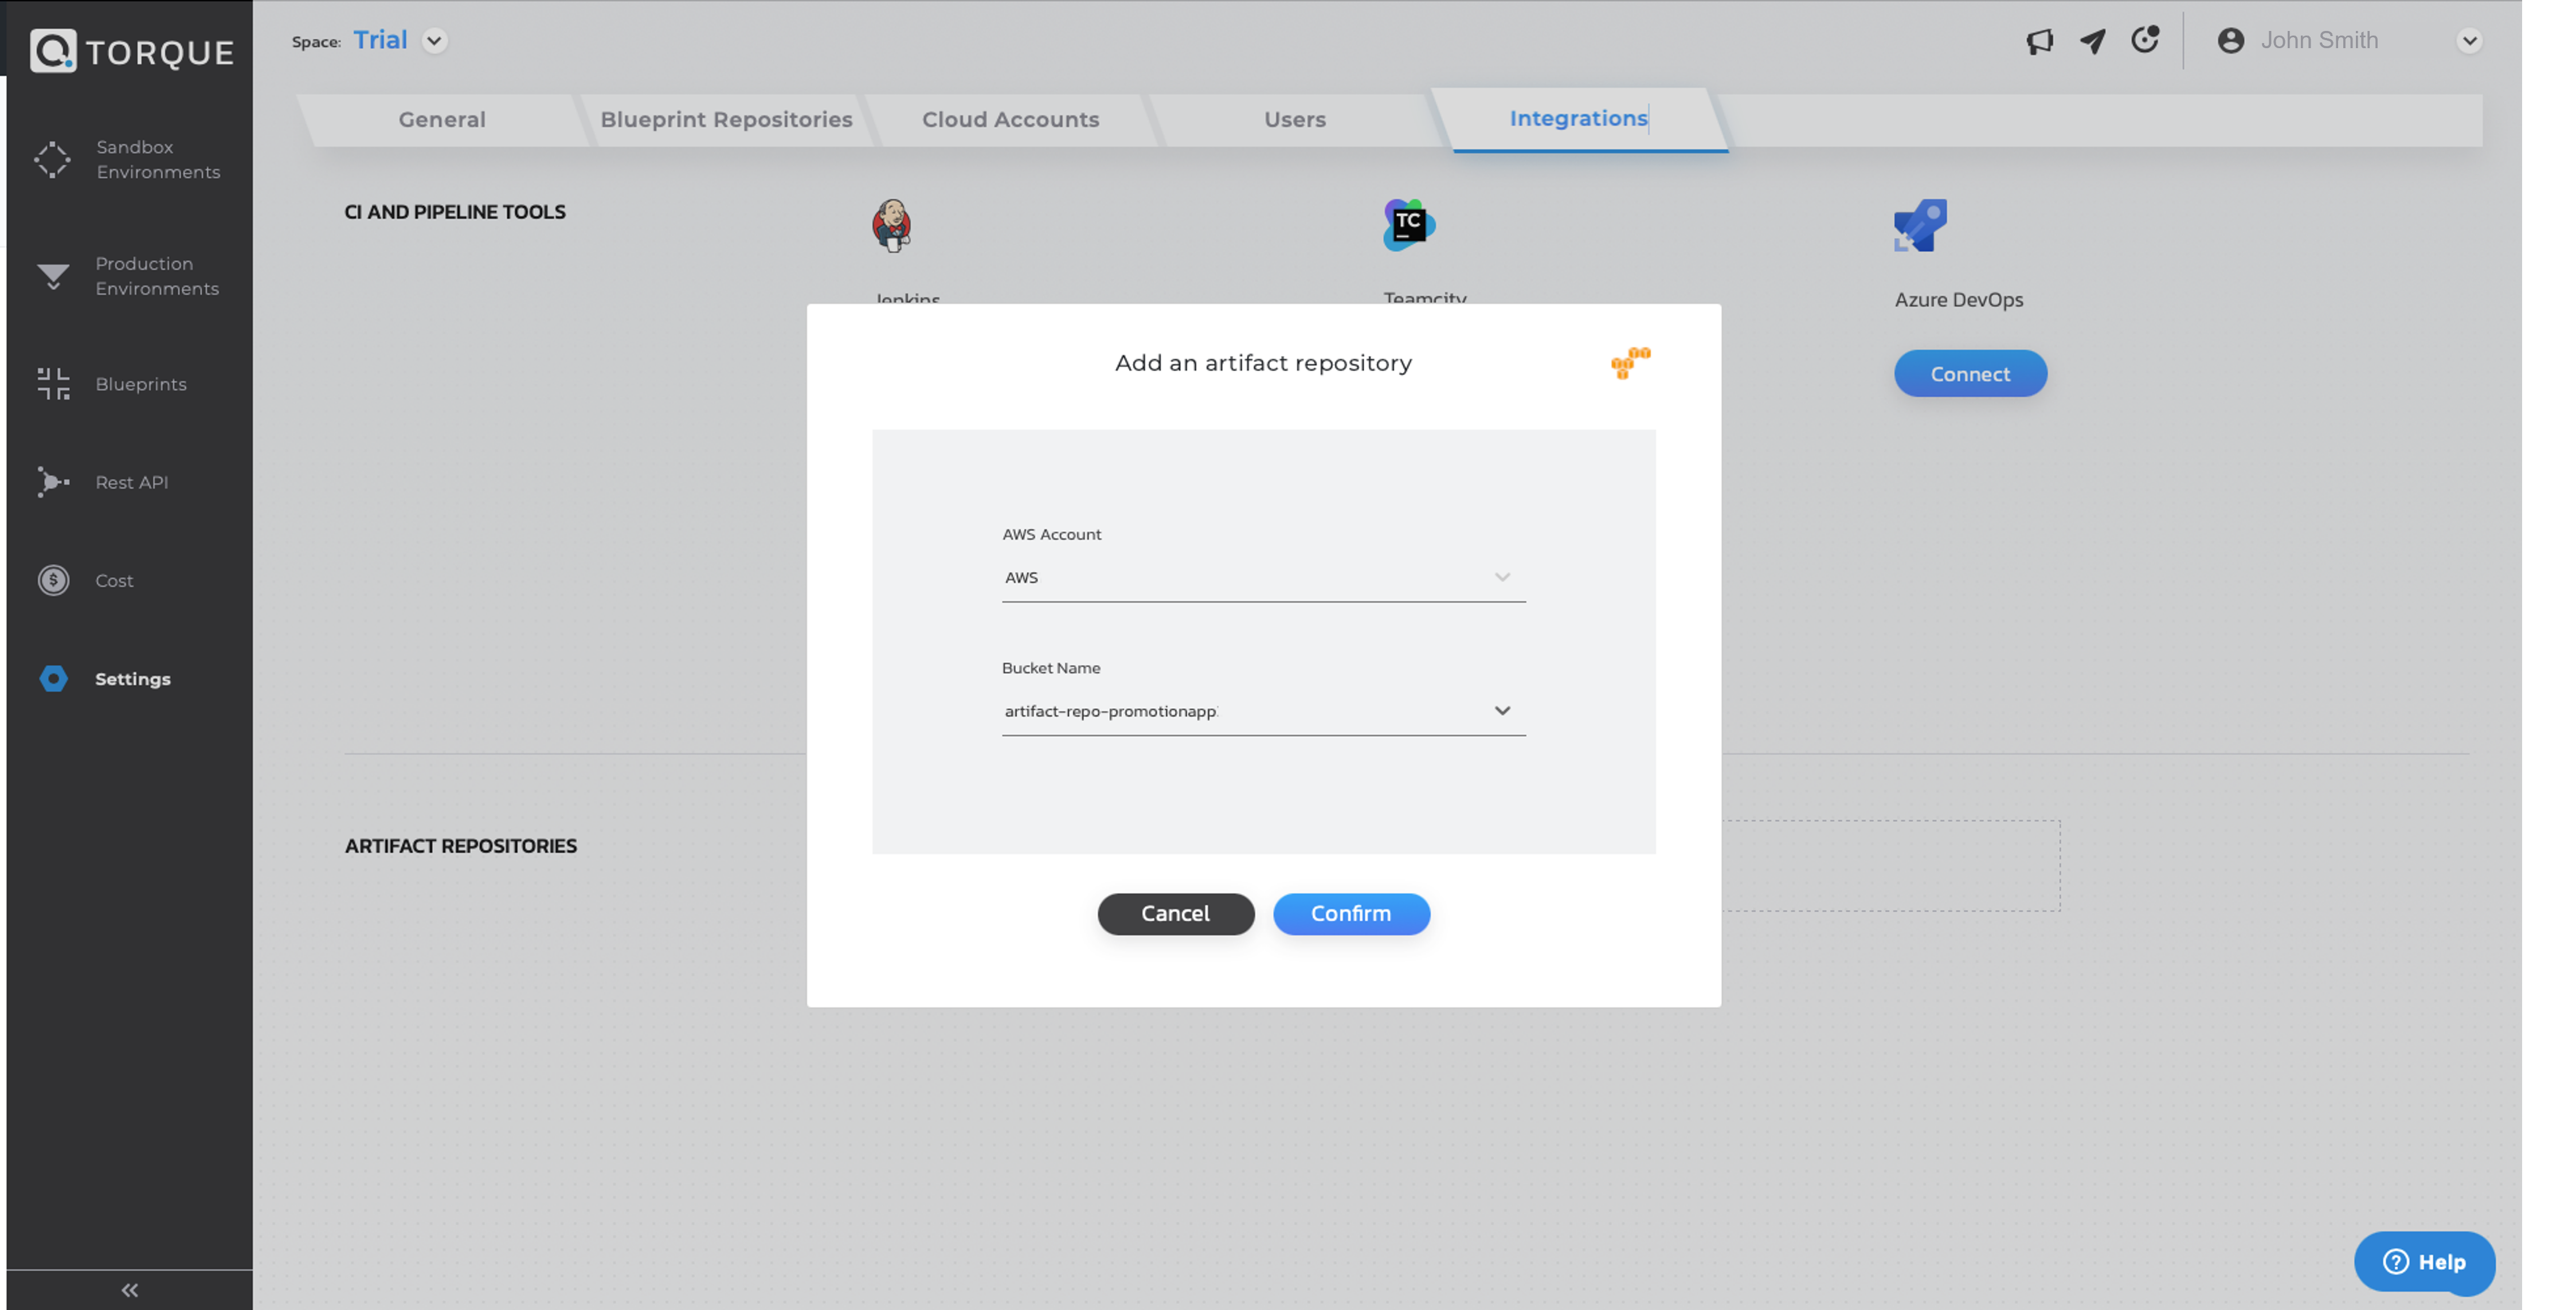 TORQUE
Space: Trial
John Smith
General
Blueprint Repositories
Cloud Accounts
Users
Integrations
Sandbox
Environments
Production
Environments
Blueprints
Rest API
Cost
Settings
CI AND PIPELINE TOOLS
TC
Jenkins
Teamcity
Azure DevOps
Connect
Add an artifact repository
AWS Account
AWS
Bucket Name
artifact-repo-promotionapp
ARTIFACT REPOSITORIES
Cancel
Confirm
Help